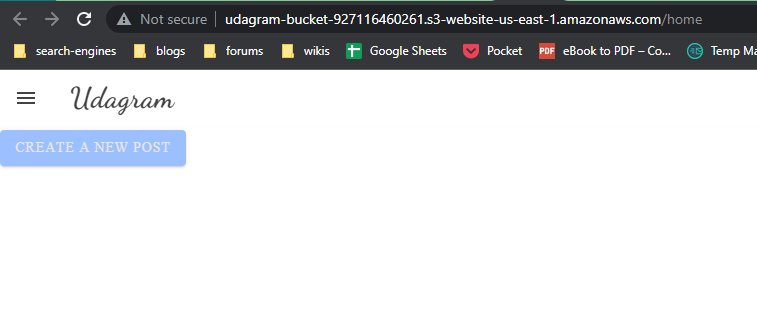 Not secure udagram-bucket-927116460261.s3-website-us-east-1.amazonaws.com/home
search-engines blogs forums wikis Google Sheets Pocket PDF eBook to PDF – Co... Temp Ma
Udagram
CREATE A NEW POST